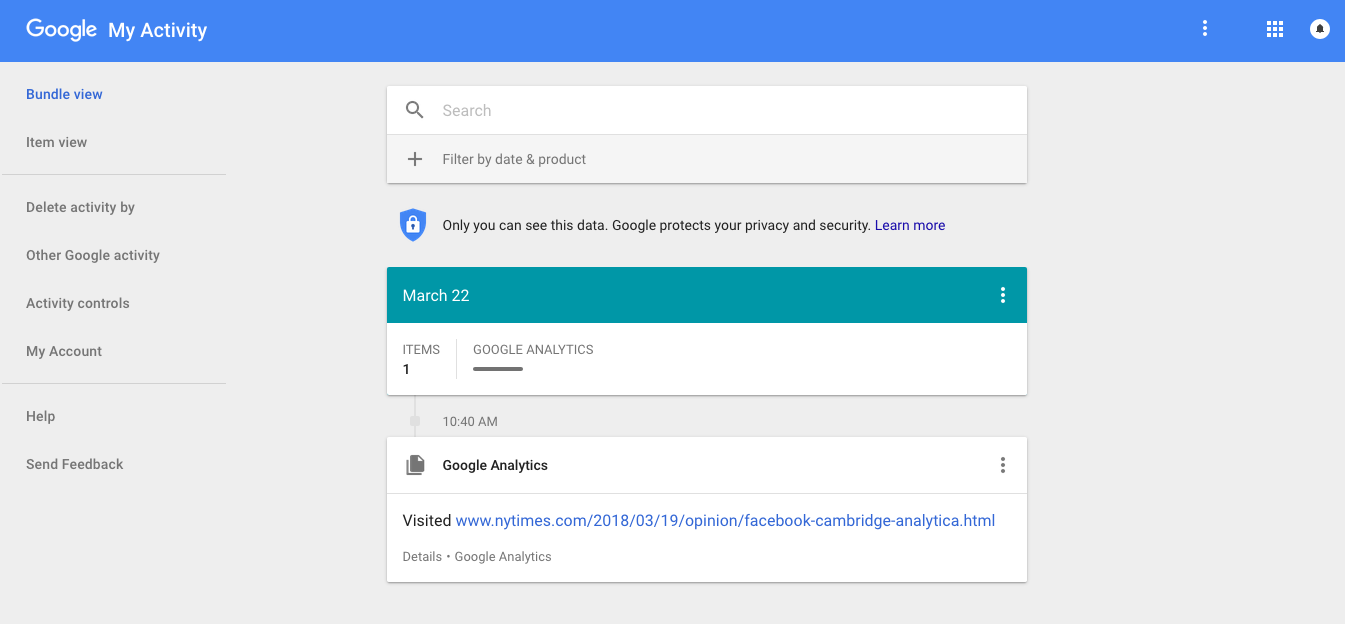 Google My Activity
Bundle view
Item view
Delete activity by
Other Google activity
Activity controls
My Account
Help
Send Feedback
Search
Filter by date & product
Only you can see this data. Google protects your privacy and security. Learn more
March 22
ITEMS
1
GOOGLE ANALYTICS
10:40 AM
Google Analytics
Visited www.nytimes.com/2018/03/19/opinion/facebook-cambridge-analytica.html
Details • Google Analytics